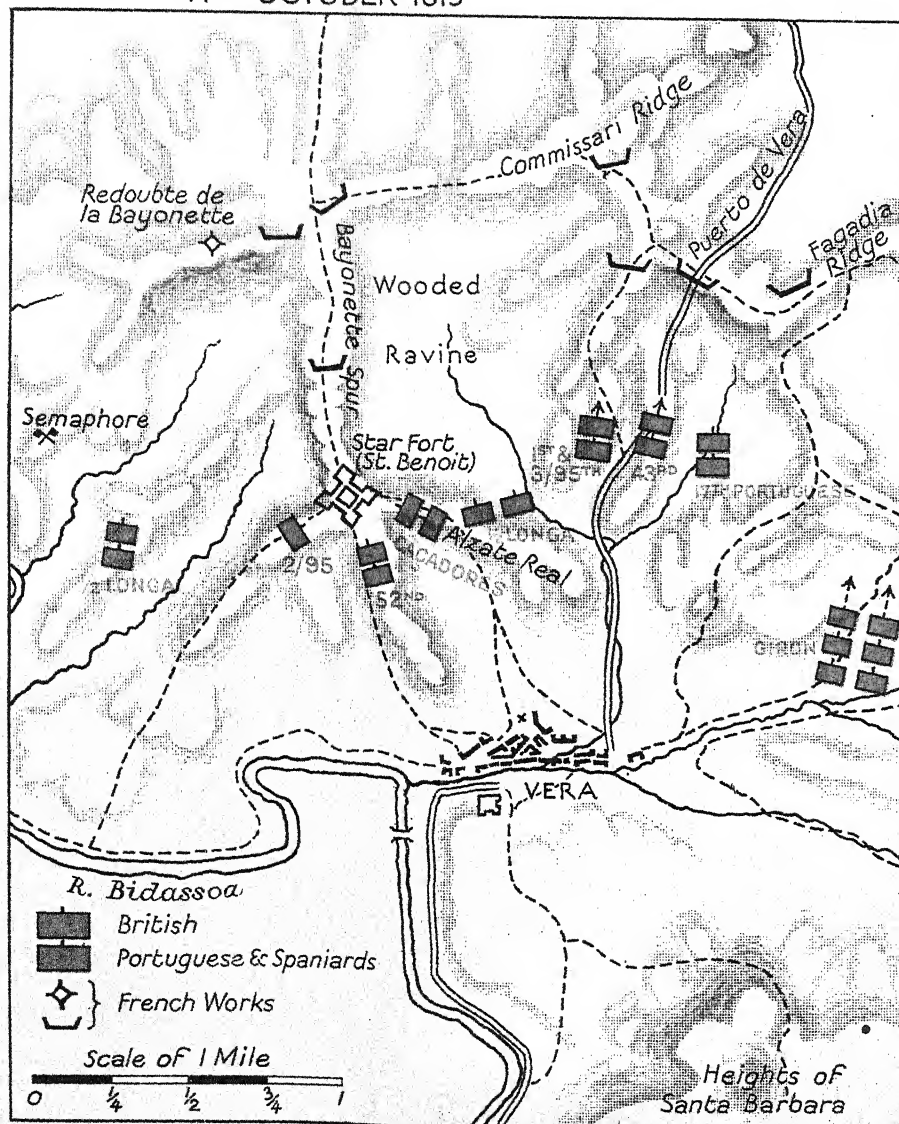 OCTOBER 1813
Commissari Ridge
Puerto de Vera
Fagadia
Ridge
Redoubte de
la Bayonette
Bayonette Spur
Wooded
Ravine
Semaphore
Star Fort
(St. Benoit)
1ST &
3/95TH
43RD
17TH PORTUGUESE
LONGA
Alzate Real
CACADORES
2/95
52ND
½ LONGA
GIRON
VERA
R. Bidassoa
British
Portuguese & Spaniards
French Works
Scale of 1 Mile
0 ¼ ½ ¾ 1
Heights of
Santa Barbara